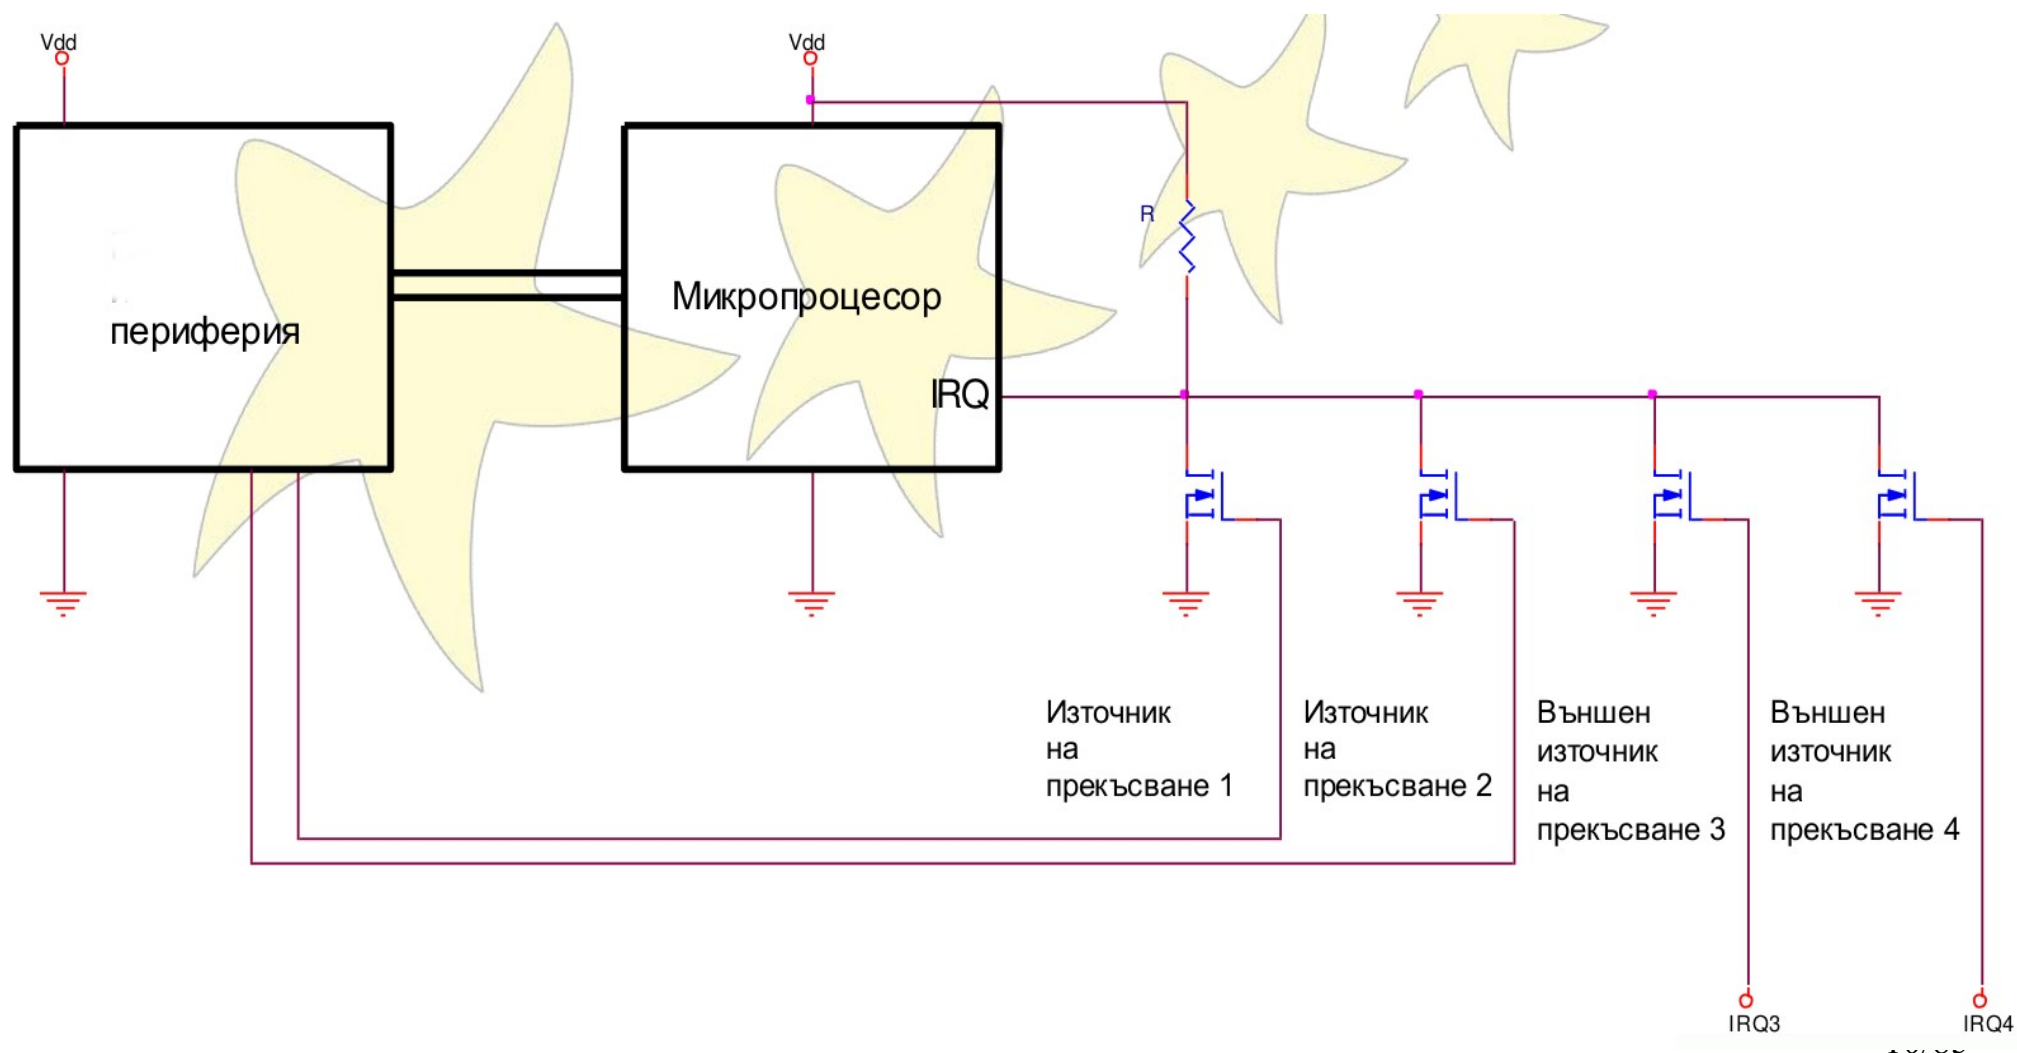 Vdd
Vdd
R
периферия
Микропроцесор
IRQ
Източник
на
прекъсване 1
Източник
на
прекъсване 2
Външен
източник
на
прекъсване 3
Външен
източник
на
прекъсване 4
IRQ3
IRQ4